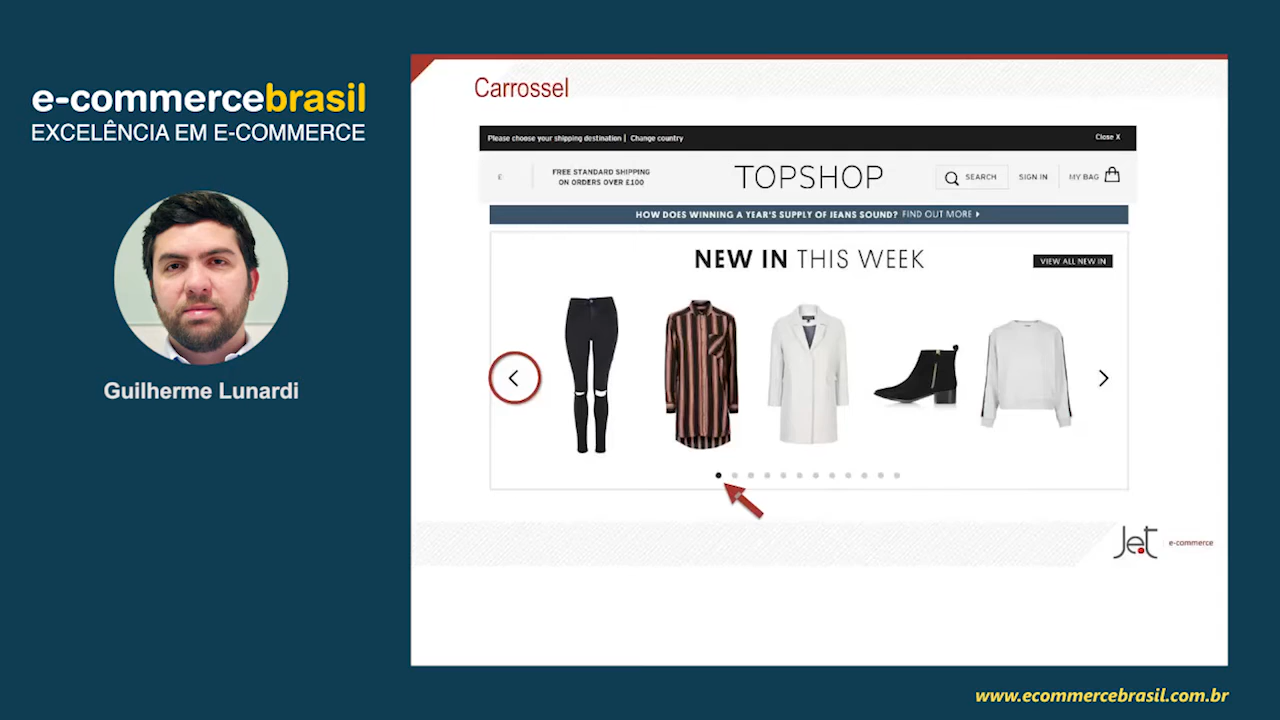 e-commercebrasil
EXCELÊNCIA EM E-COMMERCE
Guilherme Lunardi
Carrossel
Please choose your shipping destination | Change country
Close X
FREE STANDARD SHIPPING
ON ORDERS OVER £100
TOPSHOP
SEARCH
SIGN IN
MY BAG
HOW DOES WINNING A YEAR'S SUPPLY OF JEANS SOUND? FIND OUT MORE
NEW IN THIS WEEK
VIEW ALL NEW IN
Jet e-commerce
www.ecommercebrasil.com.br